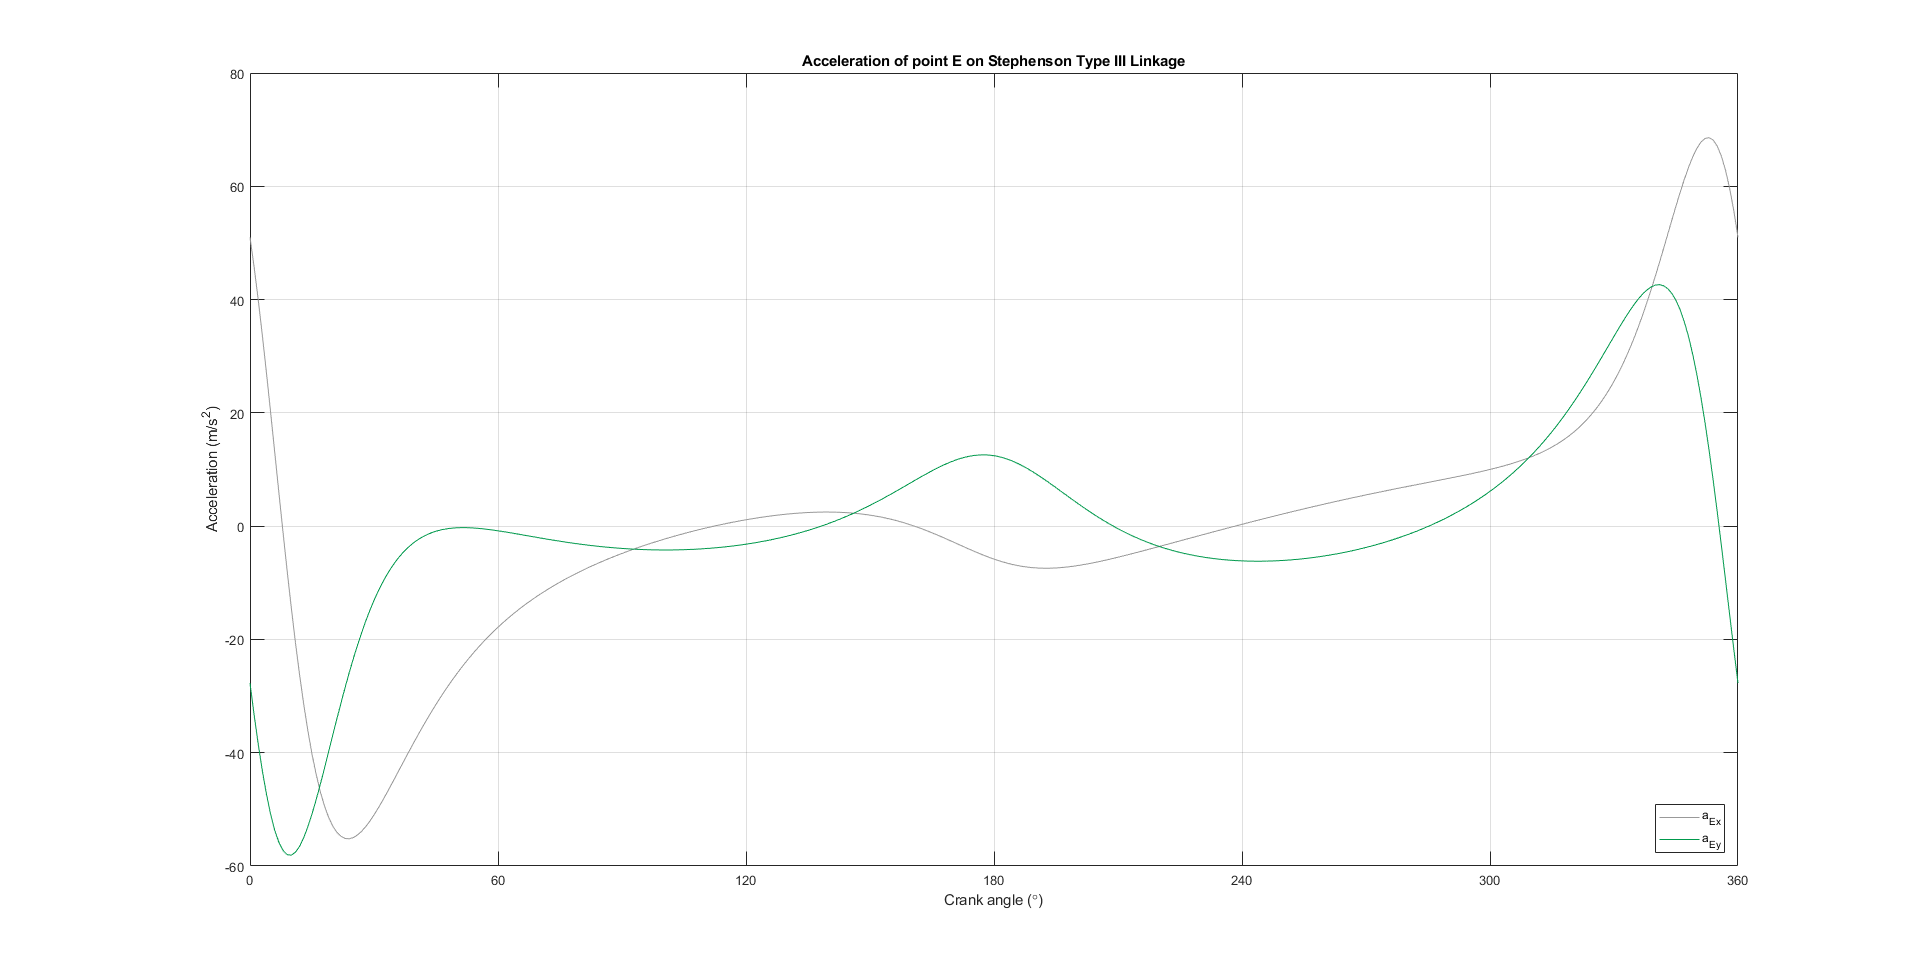 Acceleration of point E on Stephenson Type III Linkage
Acceleration (m/s²)
80
60
40
20
0
-20
-40
-60
0 60 120 180 240 300 360
Crank angle (°)
a_Ex
a_Ey